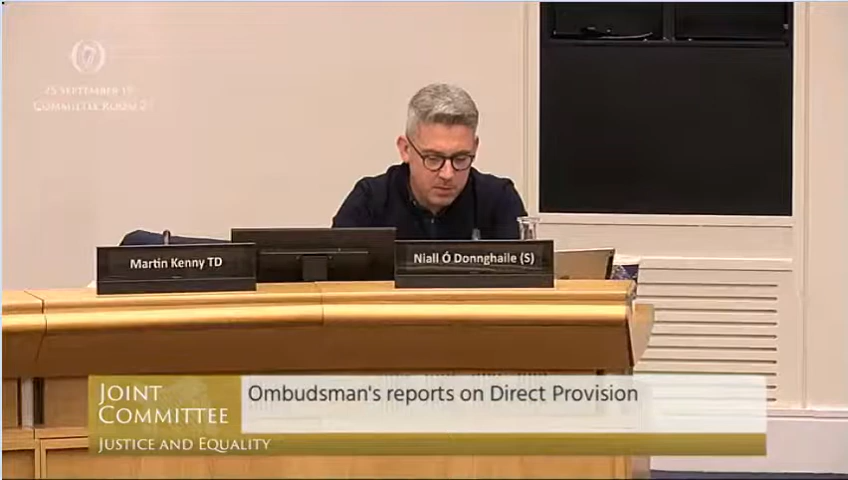 25 SEPTEMBER 19
COMMITTEE ROOM 2
Martin Kenny TD
Niall Ó Donnghaile (S)
JOINT
COMMITTEE
JUSTICE AND EQUALITY
Ombudsman's reports on Direct Provision